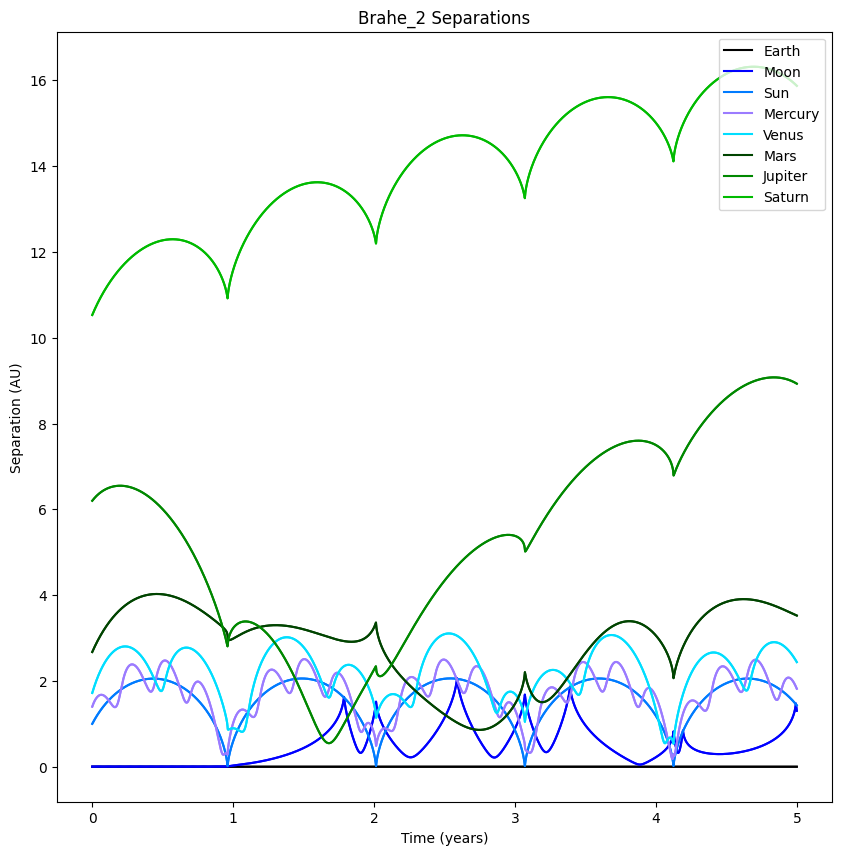 Brahe_2 Separations
Separation (AU)
16
14
12
10
8
6
4
2
0
Earth
Moon
Sun
Mercury
Venus
Mars
Jupiter
Saturn
0 1 2 3 4 5
Time (years)